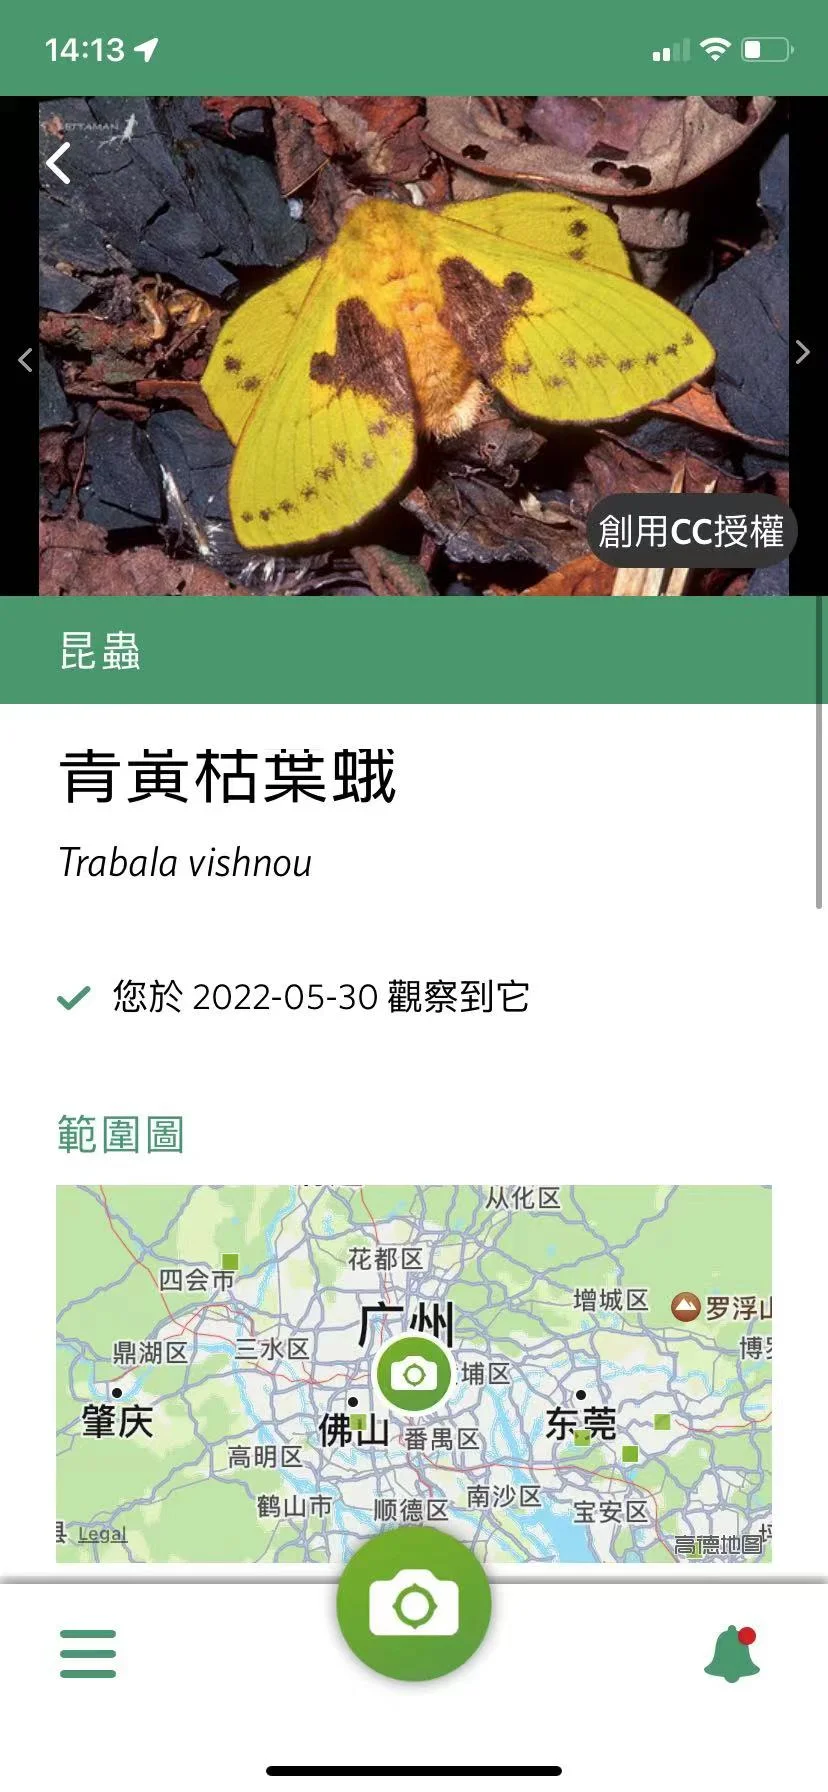 14:13
創用CC授權
昆蟲
青黃枯葉蛾
Trabala vishnou
您於 2022-05-30 觀察到它
範圍圖
从化区
花都区
四会市
增城区
广州
罗浮山
鼎湖区
三水区
埔区
肇庆
佛山
番禺区
东莞
高明区
鹤山市
顺德区
南沙区
宝安区
Legal
高德地图